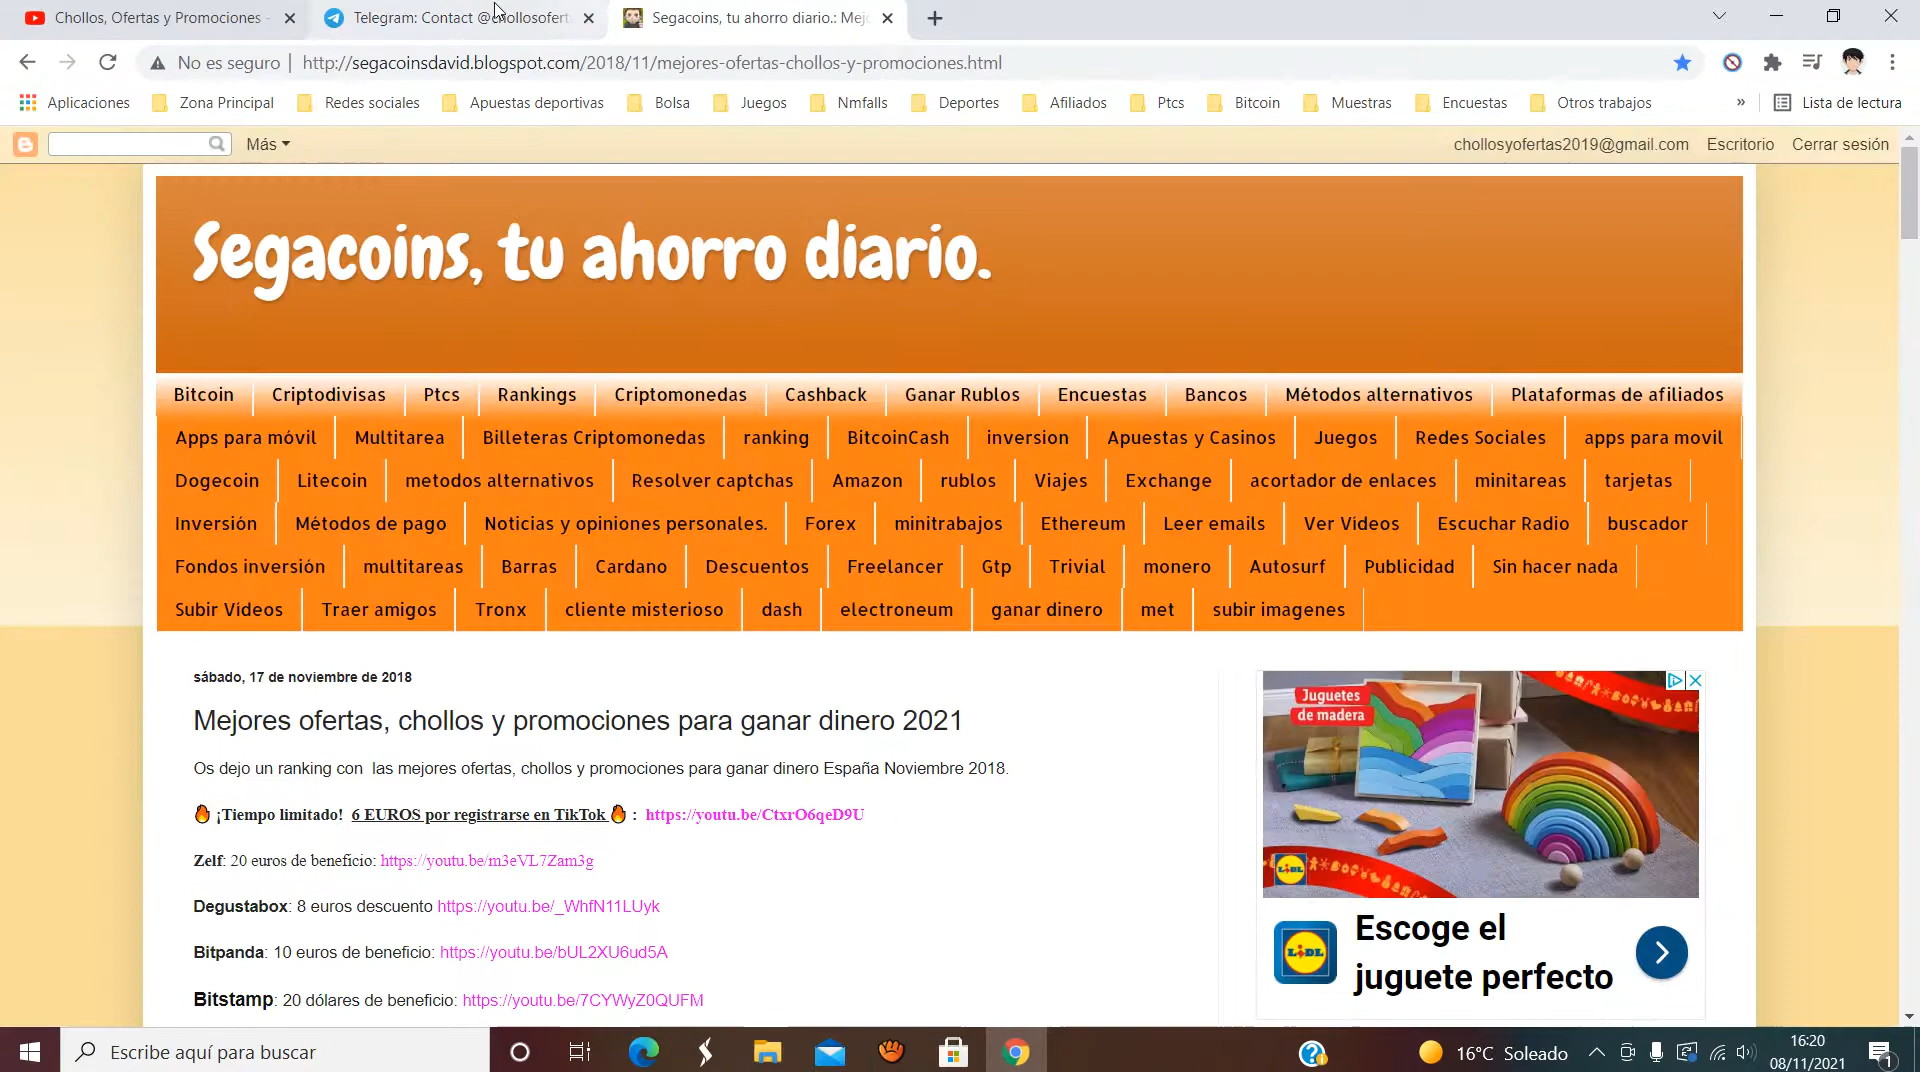 Chollos, Ofertas y Promociones -
Telegram: Contact @chollosofert
Segacoins, tu ahorro diario.: Mej
No es seguro | http://segacoinsdavid.blogspot.com/2018/11/mejores-ofertas-chollos-y-promociones.html
Aplicaciones Zona Principal Redes sociales Apuestas deportivas Bolsa Juegos Nmfalls Deportes Afiliados Ptcs Bitcoin Muestras Encuestas Otros trabajos » Lista de lectura
Más chollosyofertas2019@gmail.com Escritorio Cerrar sesión
Segacoins, tu ahorro diario.
Bitcoin Criptodivisas Ptcs Rankings Criptomonedas Cashback Ganar Rublos Encuestas Bancos Métodos alternativos Plataformas de afiliados
Apps para móvil Multitarea Billeteras Criptomonedas ranking BitcoinCash inversion Apuestas y Casinos Juegos Redes Sociales apps para movil
Dogecoin Litecoin metodos alternativos Resolver captchas Amazon rublos Viajes Exchange acortador de enlaces minitareas tarjetas
Inversión Métodos de pago Noticias y opiniones personales. Forex minitrabajos Ethereum Leer emails Ver Vídeos Escuchar Radio buscador
Fondos inversión multitareas Barras Cardano Descuentos Freelancer Gtp Trivial monero Autosurf Publicidad Sin hacer nada
Subir Vídeos Traer amigos Tronx cliente misterioso dash electroneum ganar dinero met subir imagenes
sábado, 17 de noviembre de 2018
Mejores ofertas, chollos y promociones para ganar dinero 2021
Os dejo un ranking con las mejores ofertas, chollos y promociones para ganar dinero España Noviembre 2018.
🔥 ¡Tiempo limitado! 6 EUROS por registrarse en TikTok 🔥 : https://youtu.be/CtxrO6qeD9U
Zelf: 20 euros de beneficio: https://youtu.be/m3eVL7Zam3g
Degustabox: 8 euros descuento https://youtu.be/_WhfN11LUyk
Bitpanda: 10 euros de beneficio: https://youtu.be/bUL2XU6ud5A
Bitstamp: 20 dólares de beneficio: https://youtu.be/7CYWyZ0QUFM
Juguetes
de madera
LIDL
LIDL
Escoge el
juguete perfecto
Escribe aquí para buscar
16°C Soleado
16:20
08/11/2021
1